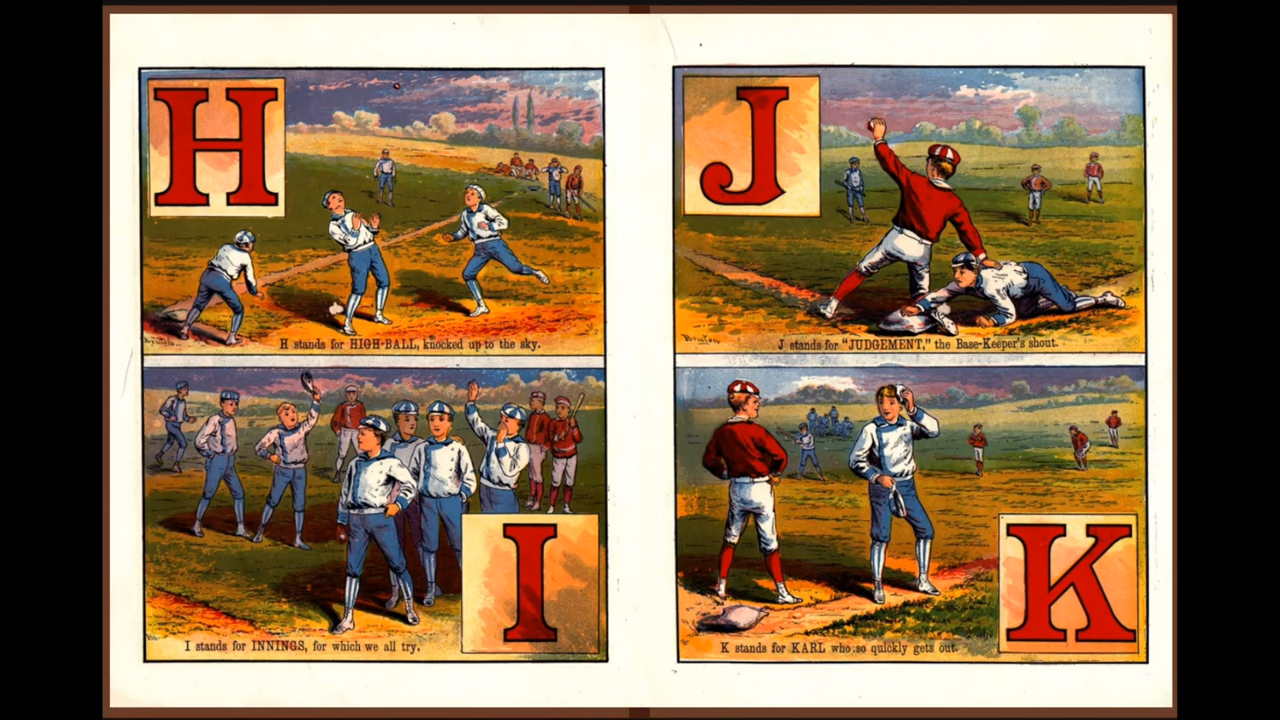 H
H stands for HIGH-BALL, knocked up to the sky.
I stands for INNINGS, for which we all try.
I
J
J stands for "JUDGEMENT," the Base-Keeper's shout.
K stands for KARL who so quickly gets out.
K